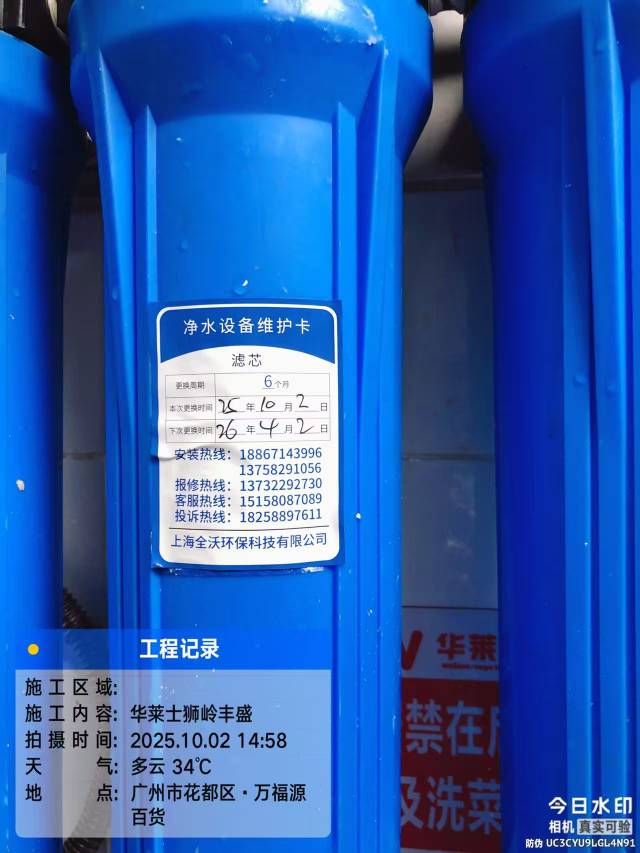 净水设备维护卡
滤芯
更换周期 6个月
本次更换时间 25年10月2日
下次更换时间 26年4月2日
安装热线：18867143996
13758291056
报修热线：13732292730
客服热线：15158087089
投诉热线：18258897611
上海全沃环保科技有限公司
华莱
禁在
及洗菜
工程记录
施工区域：
施工内容：华莱士狮岭丰盛
拍摄时间：2025.10.02 14:58
天气：多云 34℃
地点：广州市花都区·万福源
百货
今日水印
相机 真实可验
防伪 UC3CYU9LGL4N91